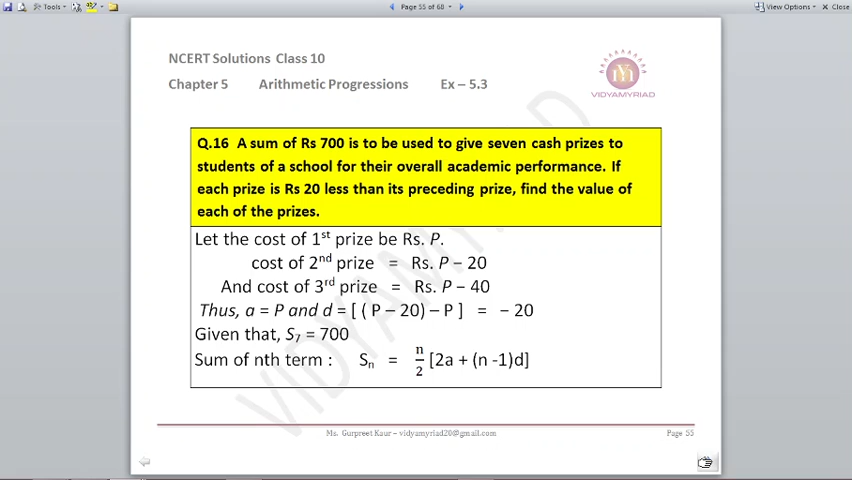 Tools
Page 55 of 60
View Options
Close
NCERT Solutions Class 10
Chapter 5 Arithmetic Progressions Ex – 5.3
VIDYAMYRIAD
Q.16 A sum of Rs 700 is to be used to give seven cash prizes to
students of a school for their overall academic performance. If
each prize is Rs 20 less than its preceding prize, find the value of
each of the prizes.
Let the cost of 1st prize be Rs. P.
cost of 2nd prize = Rs. P – 20
And cost of 3rd prize = Rs. P – 40
Thus, a = P and d = [ ( P – 20) – P ] = – 20
Given that, S7 = 700
Sum of nth term : Sn = n/2 [2a + (n -1)d]
VIDYAMYRIAD
Ms. Gurpreet Kaur – vidyamyriad20@gmail.com Page 55